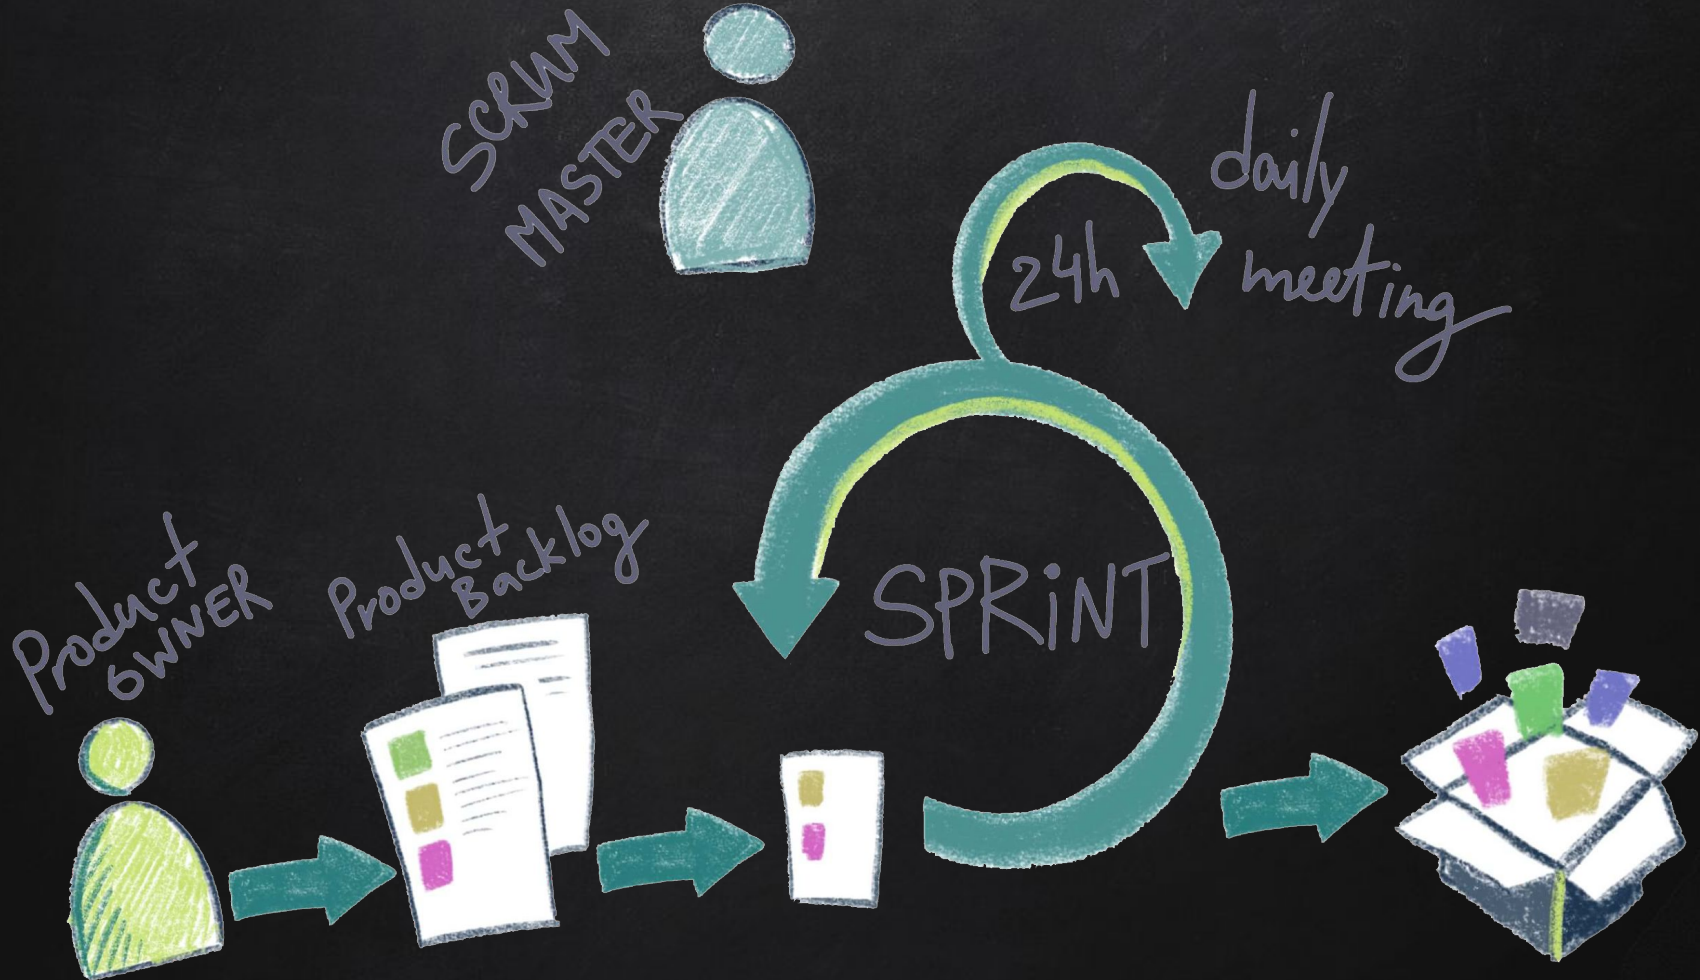 SCRUM
MASTER
daily
meeting
24h
Product
OWNER
Product
Backlog
SPRiNT